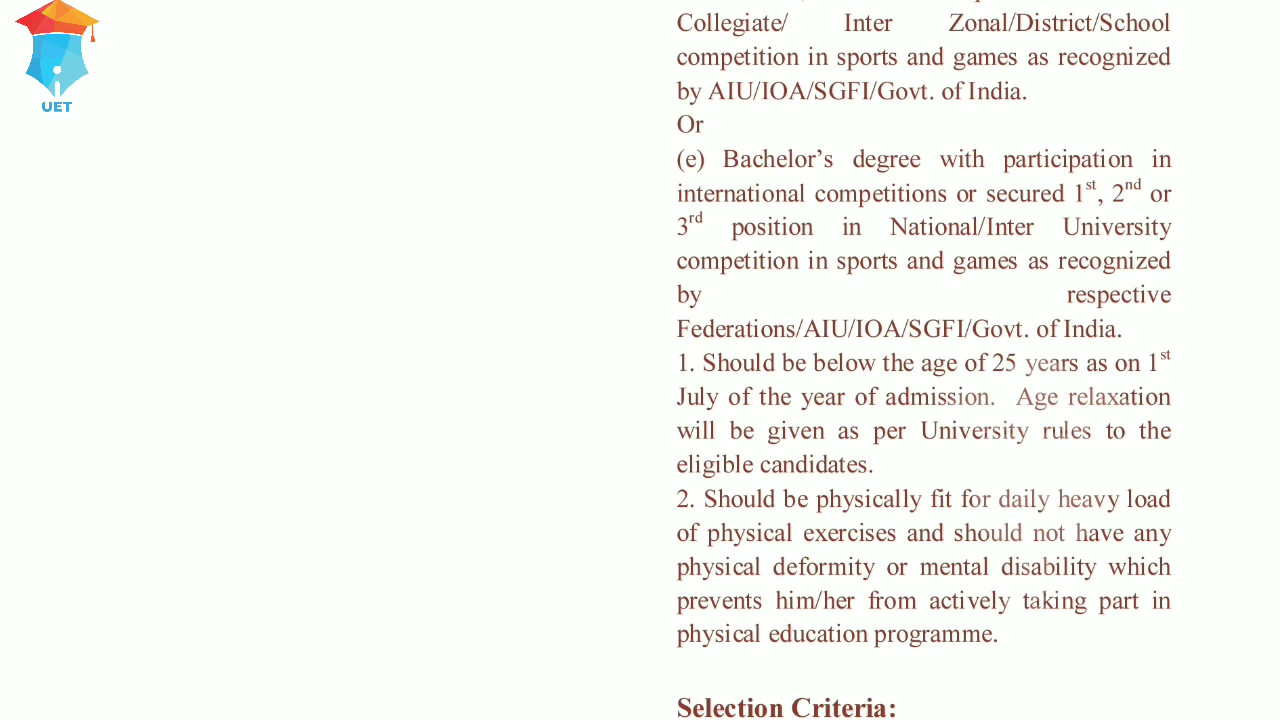 UET
Collegiate/ Inter Zonal/District/School
competition in sports and games as recognized
by AIU/IOA/SGFI/Govt. of India.
Or
(e) Bachelor’s degree with participation in
international competitions or secured 1st, 2nd or
3rd position in National/Inter University
competition in sports and games as recognized
by respective
Federations/AIU/IOA/SGFI/Govt. of India.
1. Should be below the age of 25 years as on 1st
July of the year of admission. Age relaxation
will be given as per University rules to the
eligible candidates.
2. Should be physically fit for daily heavy load
of physical exercises and should not have any
physical deformity or mental disability which
prevents him/her from actively taking part in
physical education programme.
Selection Criteria: